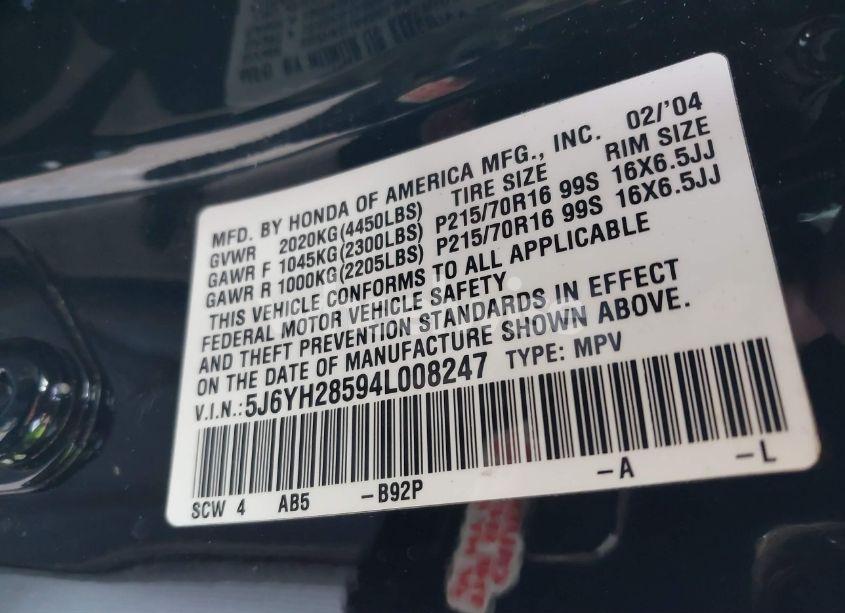 MFD. BY HONDA OF AMERICA MFG., INC. 02/'04
GVWR 2020KG(4450LBS) TIRE SIZE RIM SIZE
GAWR F 1045KG(2300LBS) P215/70R16 99S 16X6.5JJ
GAWR R 1000KG(2205LBS) P215/70R16 99S 16X6.5JJ
THIS VEHICLE CONFORMS TO ALL APPLICABLE
FEDERAL MOTOR VEHICLE SAFETY
AND THEFT PREVENTION STANDARDS IN EFFECT
ON THE DATE OF MANUFACTURE SHOWN ABOVE.
V.I.N.:5J6YH28594L008247 TYPE: MPV
SCW 4 AB5 -B92P -A -L